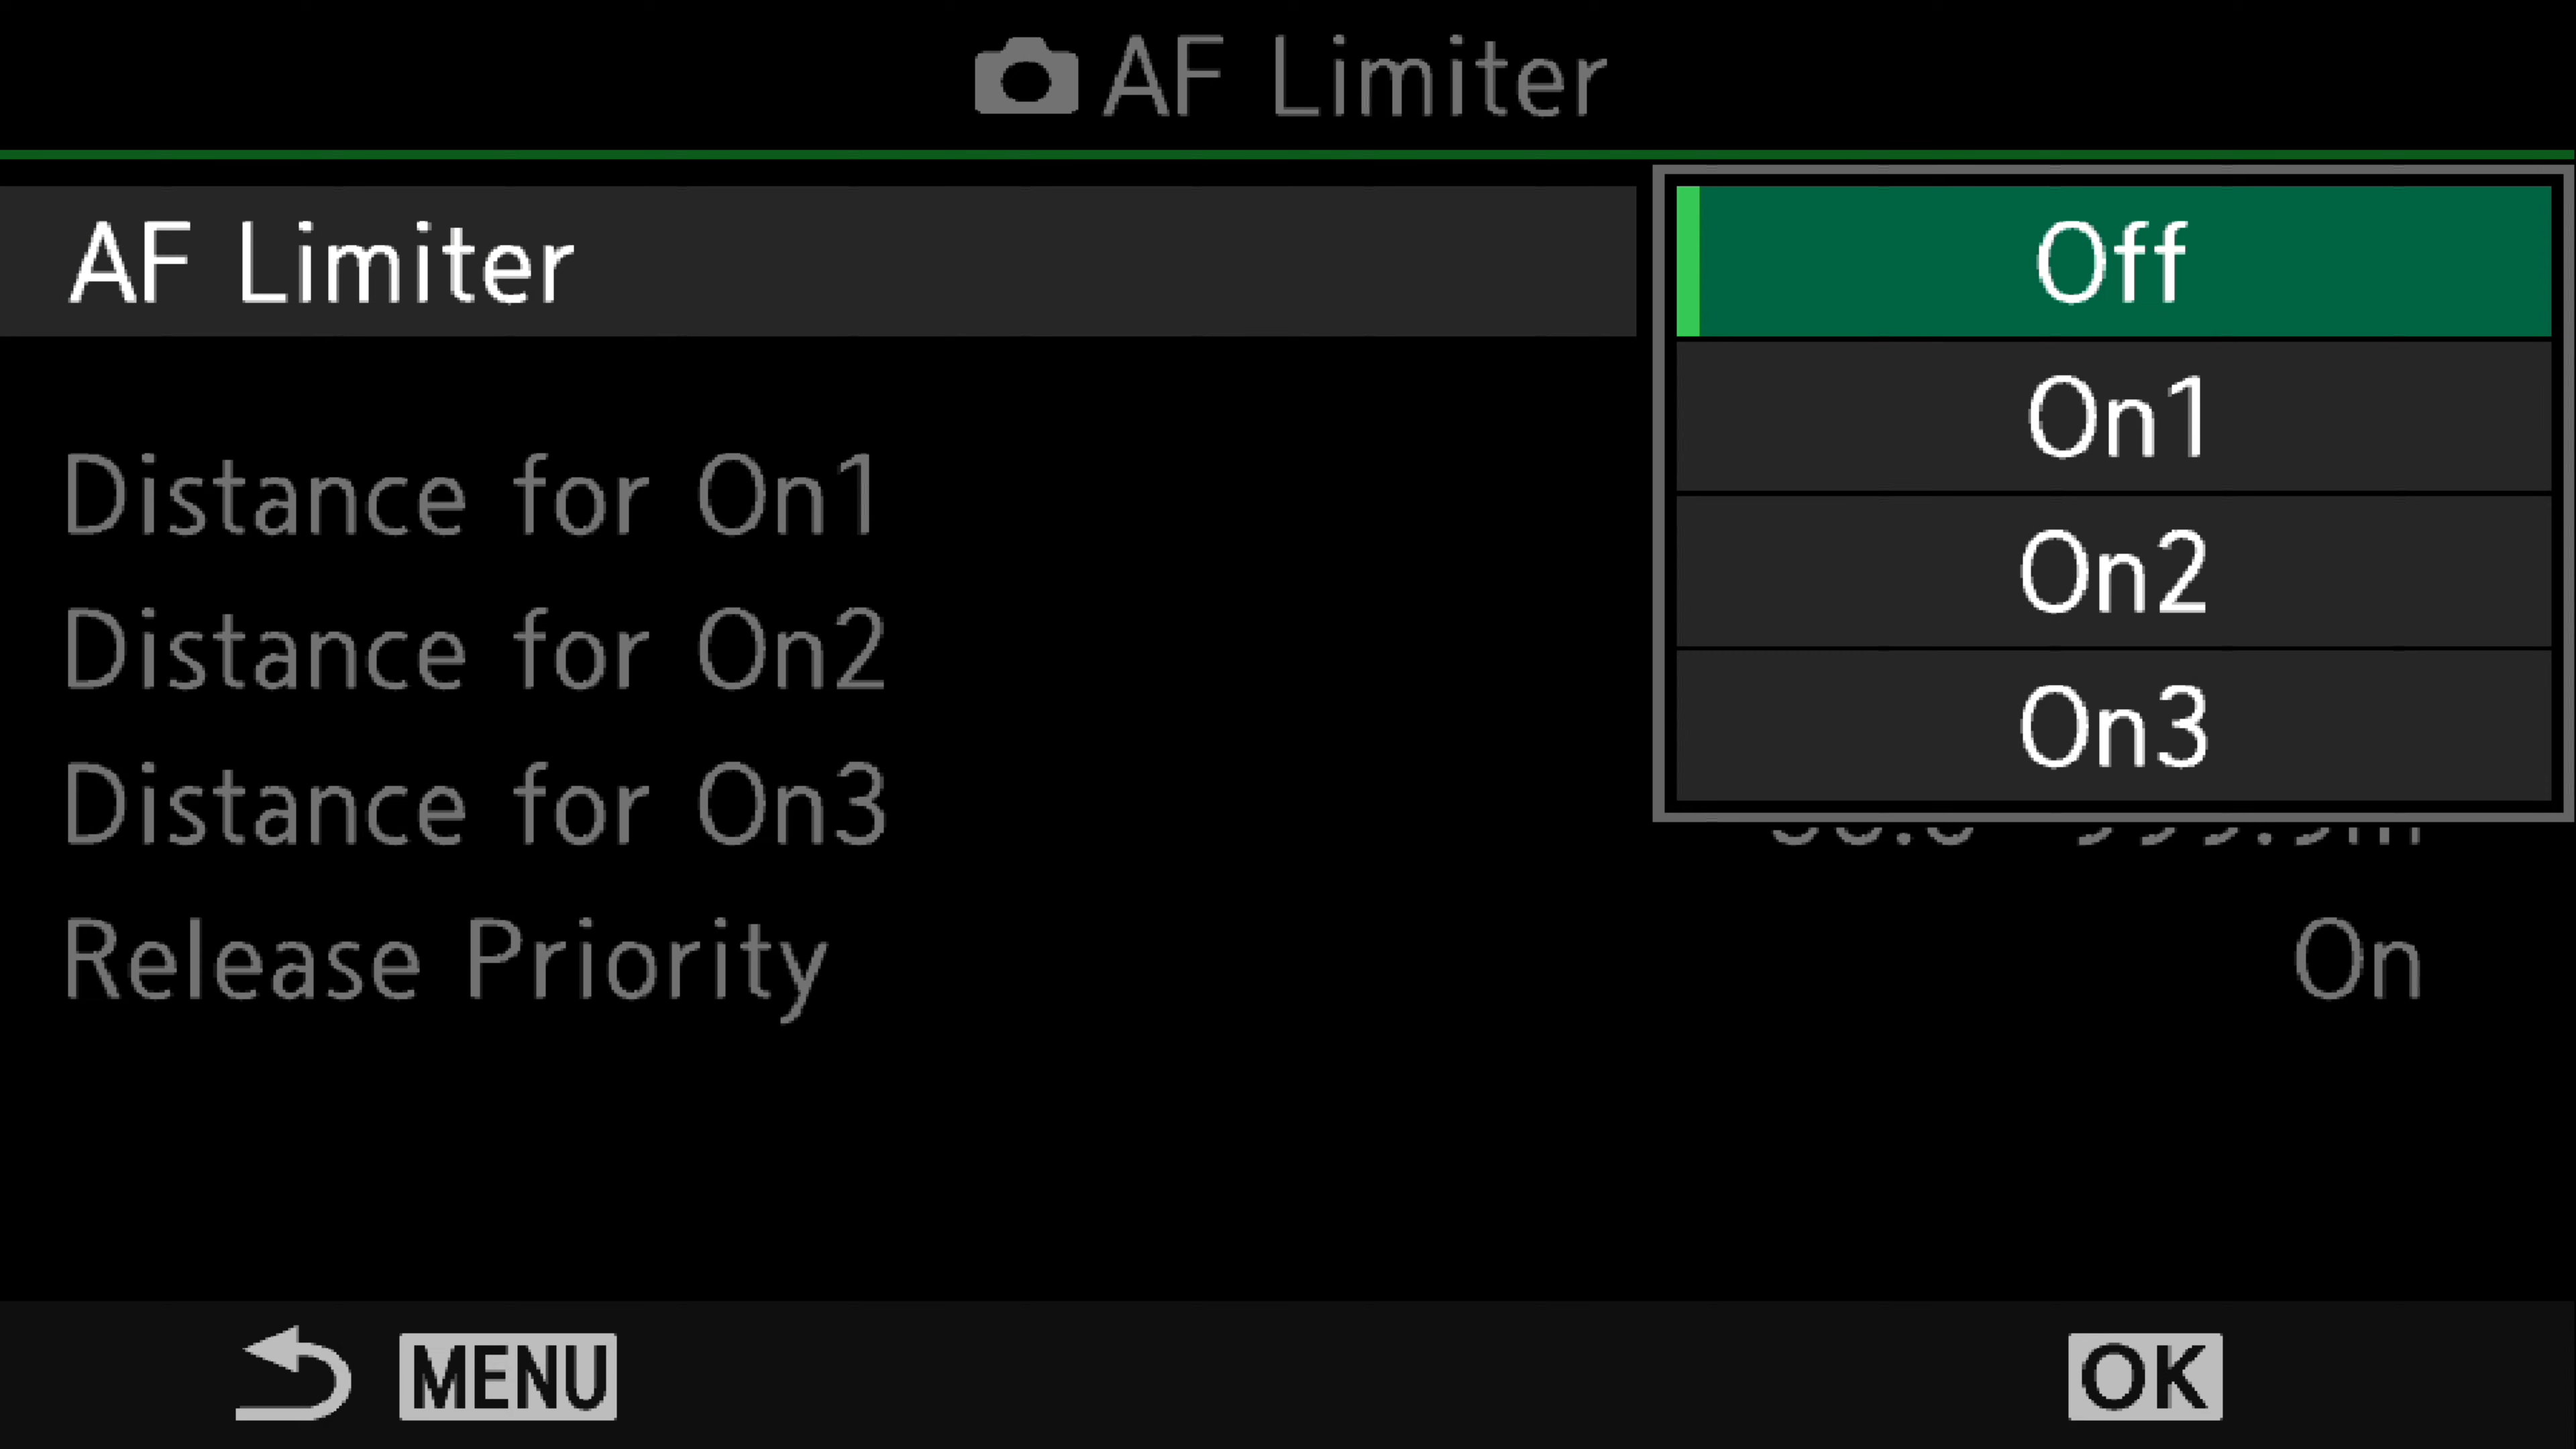 AF Limiter
AF Limiter
Off
On1
On2
On3
Distance for On1
Distance for On2
Distance for On3
Release Priority On
MENU OK